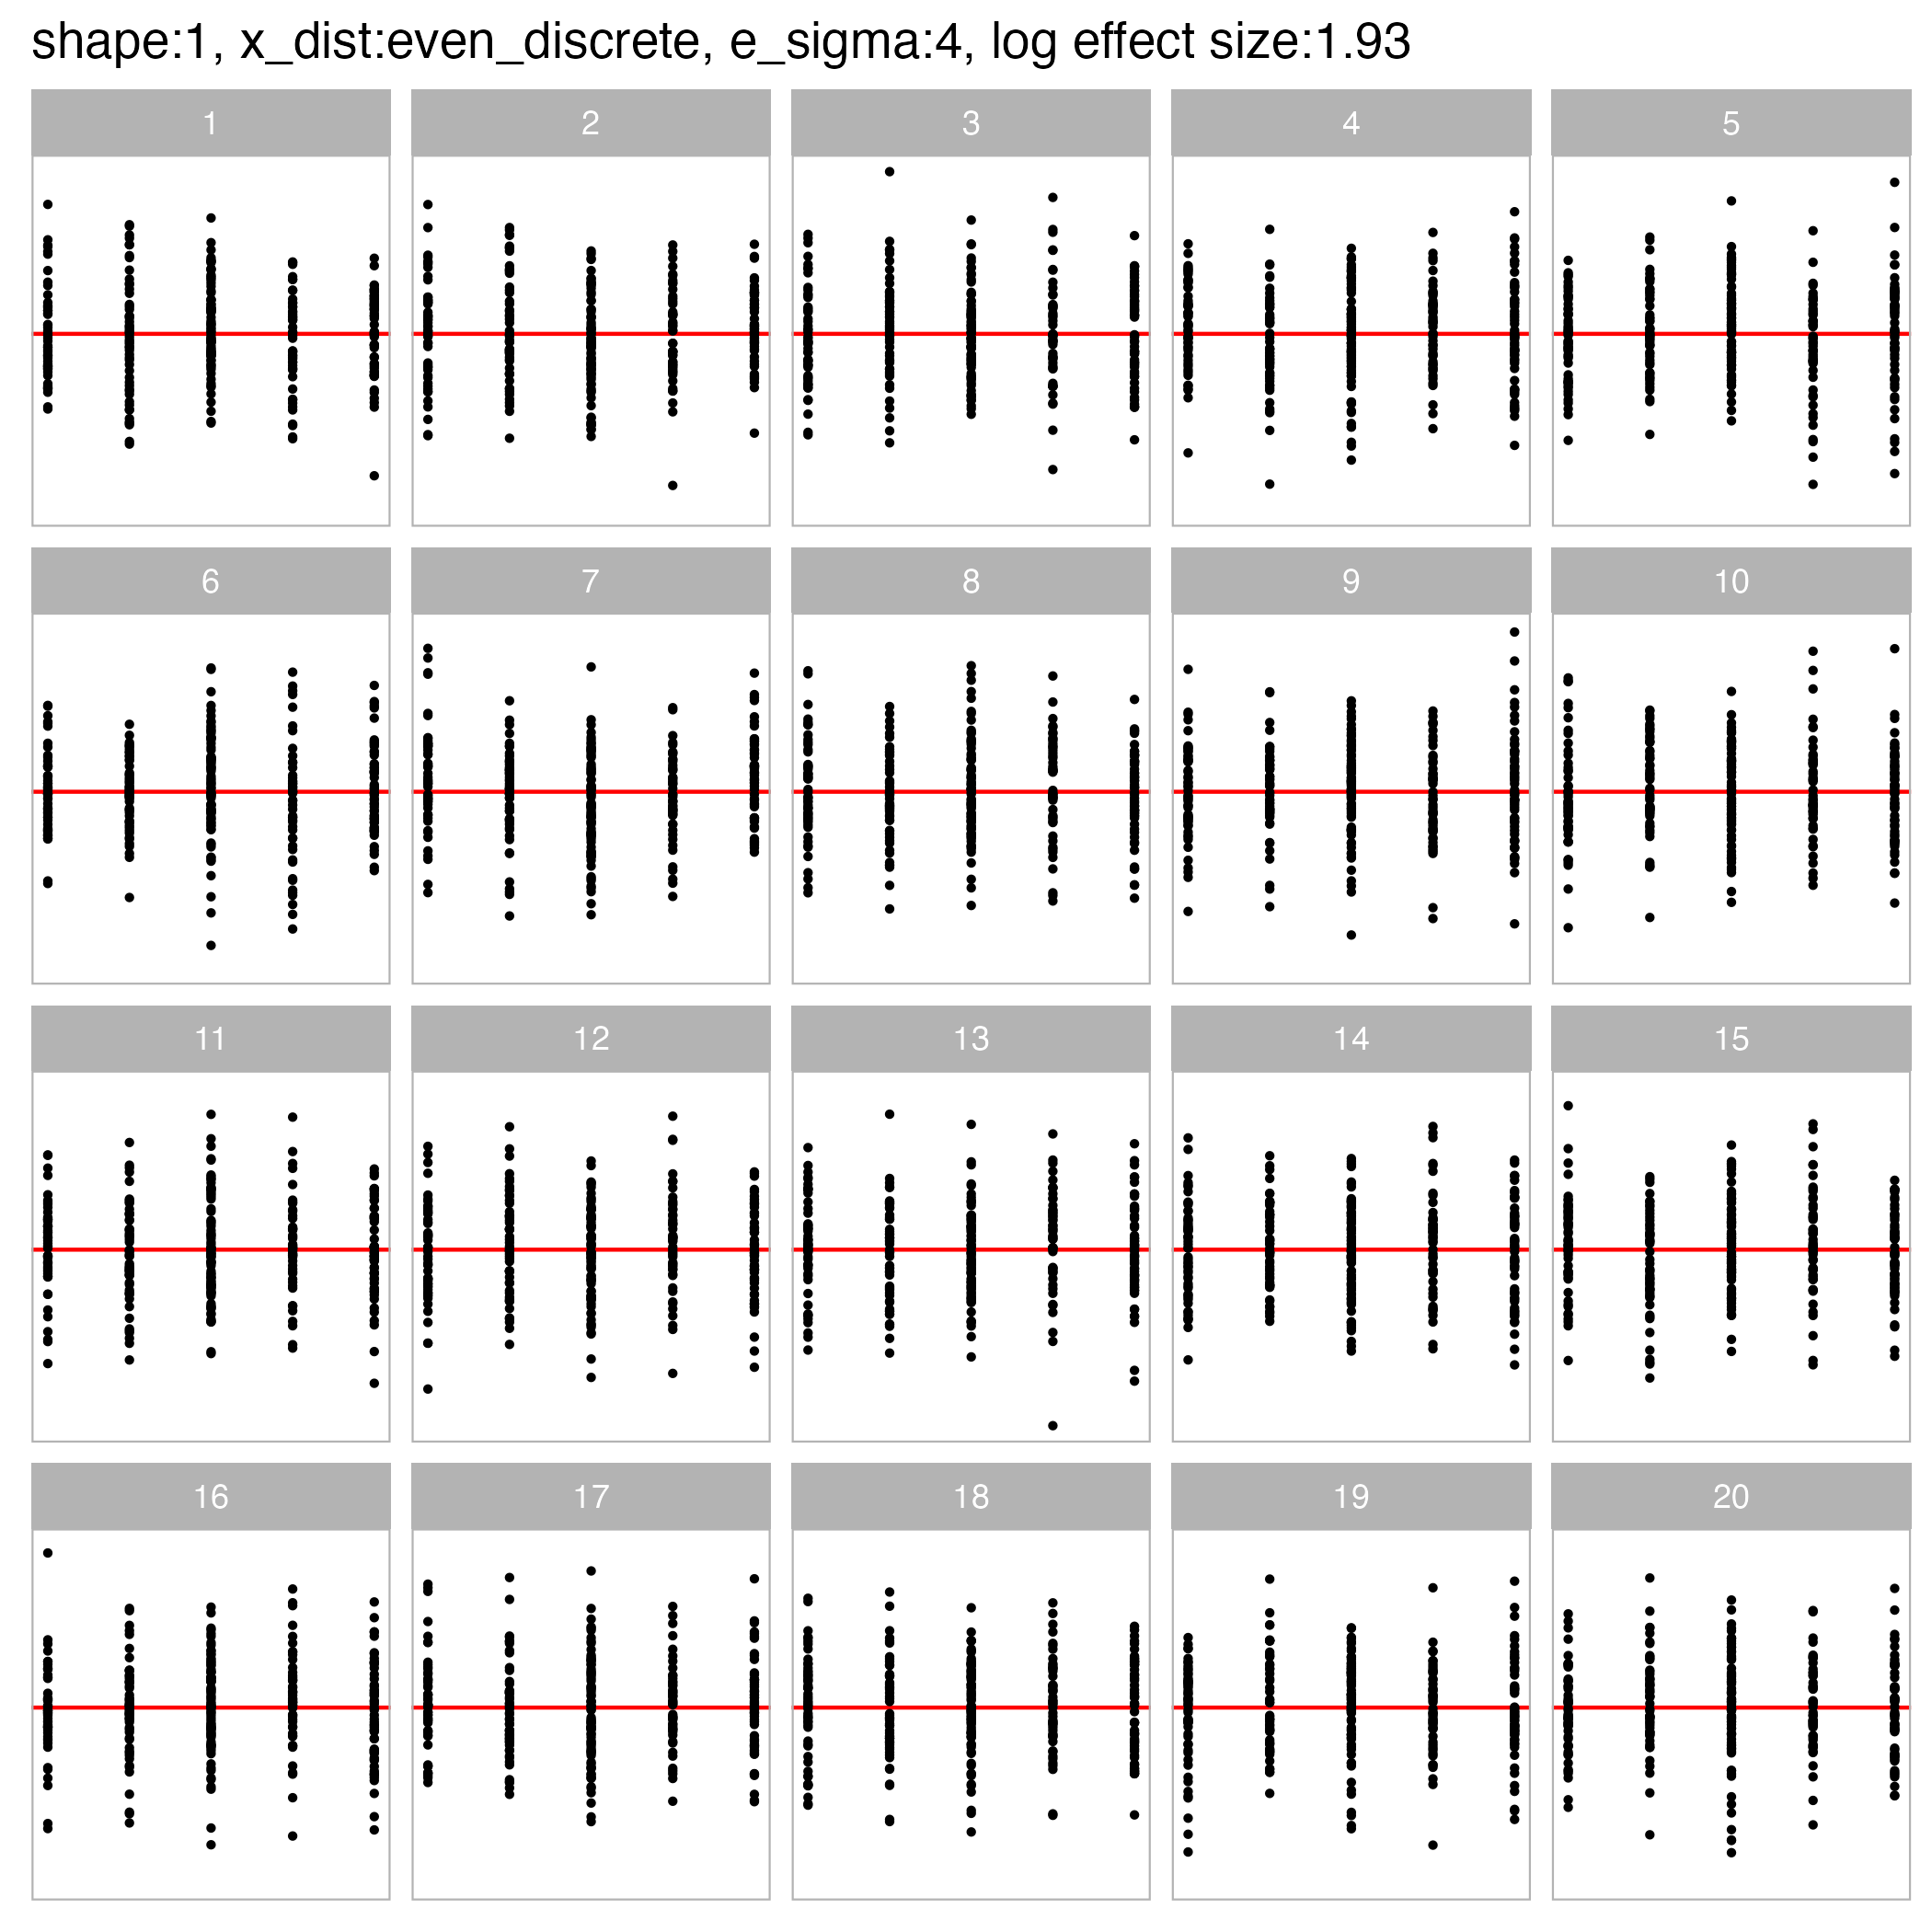 shape:1, x_dist:even_discrete, e_sigma:4, log effect size:1.93
1 2 3 4 5
6 7 8 9 10
11 12 13 14 15
16 17 18 19 20